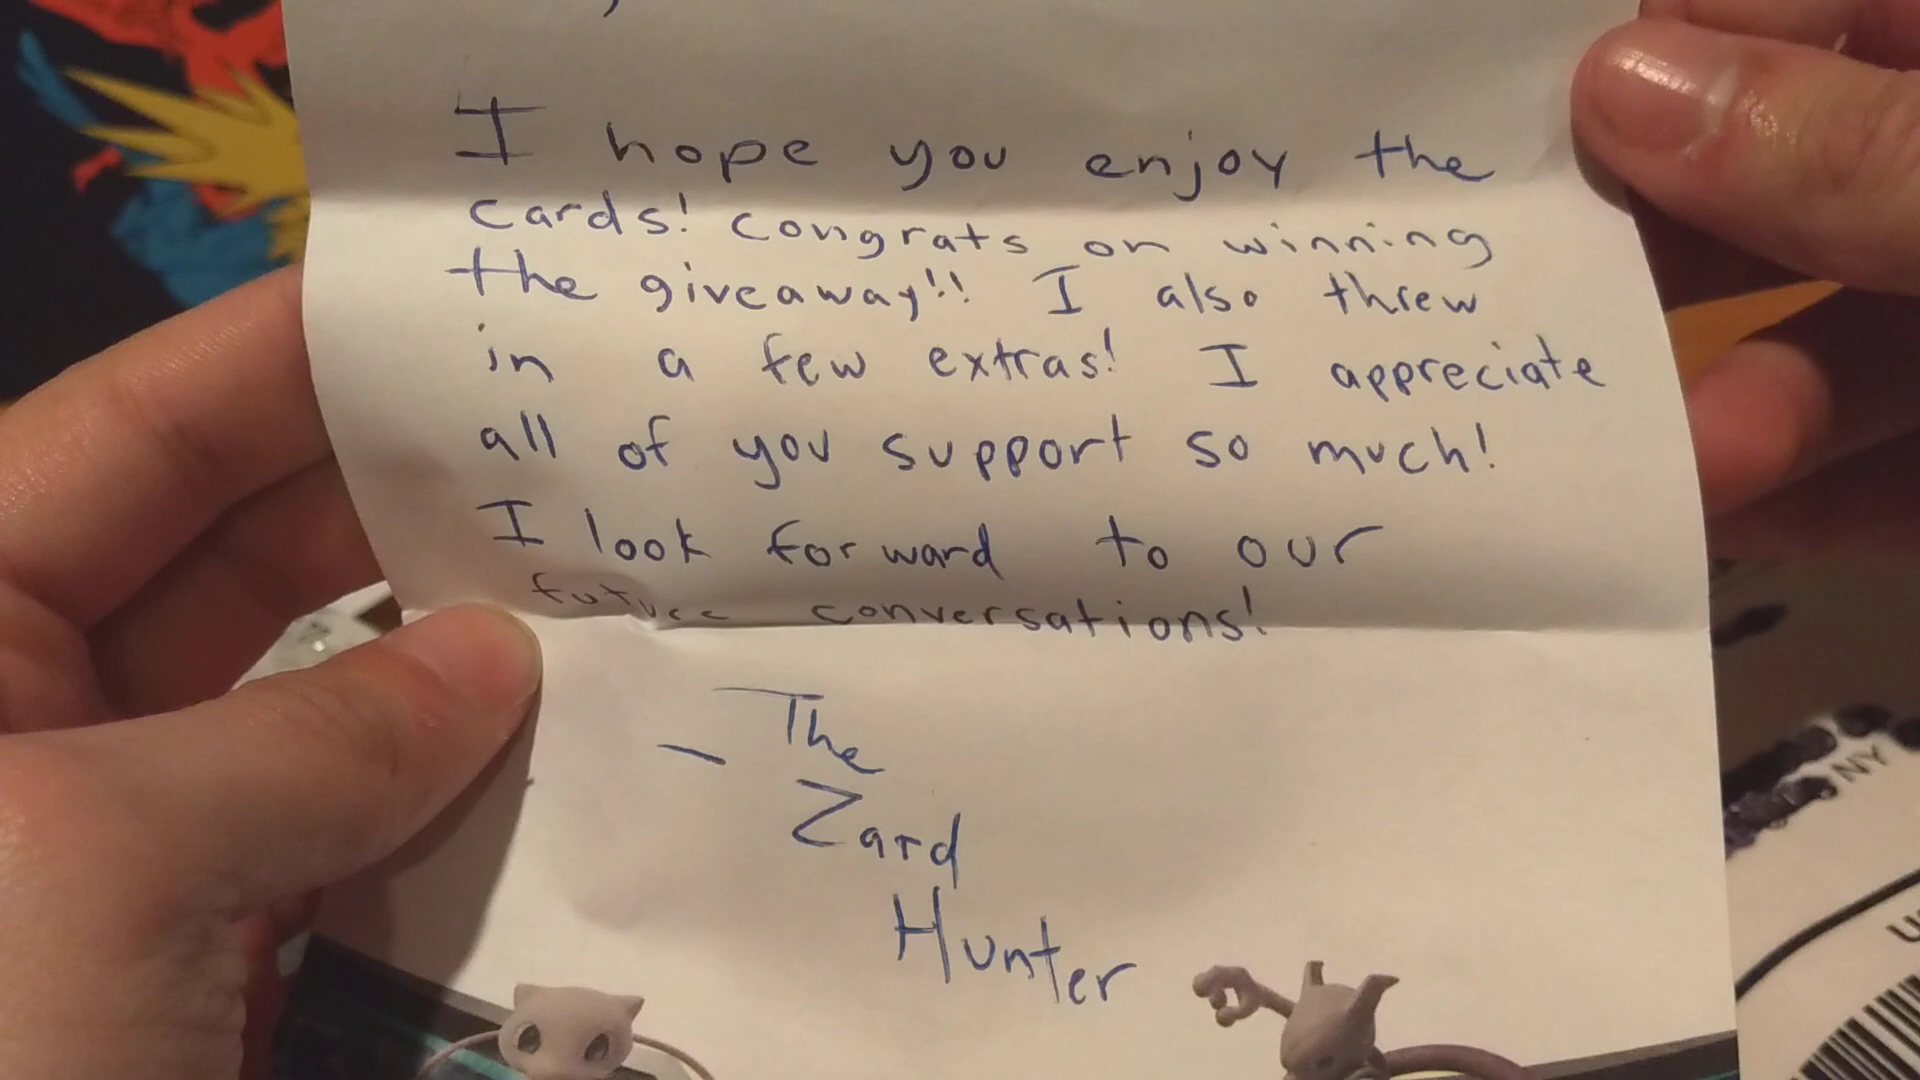 I hope you enjoy the
cards! Congrats on winning
the giveaway!!! I also threw
in a few extras! I appreciate
all of you support so much!
I look forward to our
future conversations!
- The
Zard
Hunter
NY